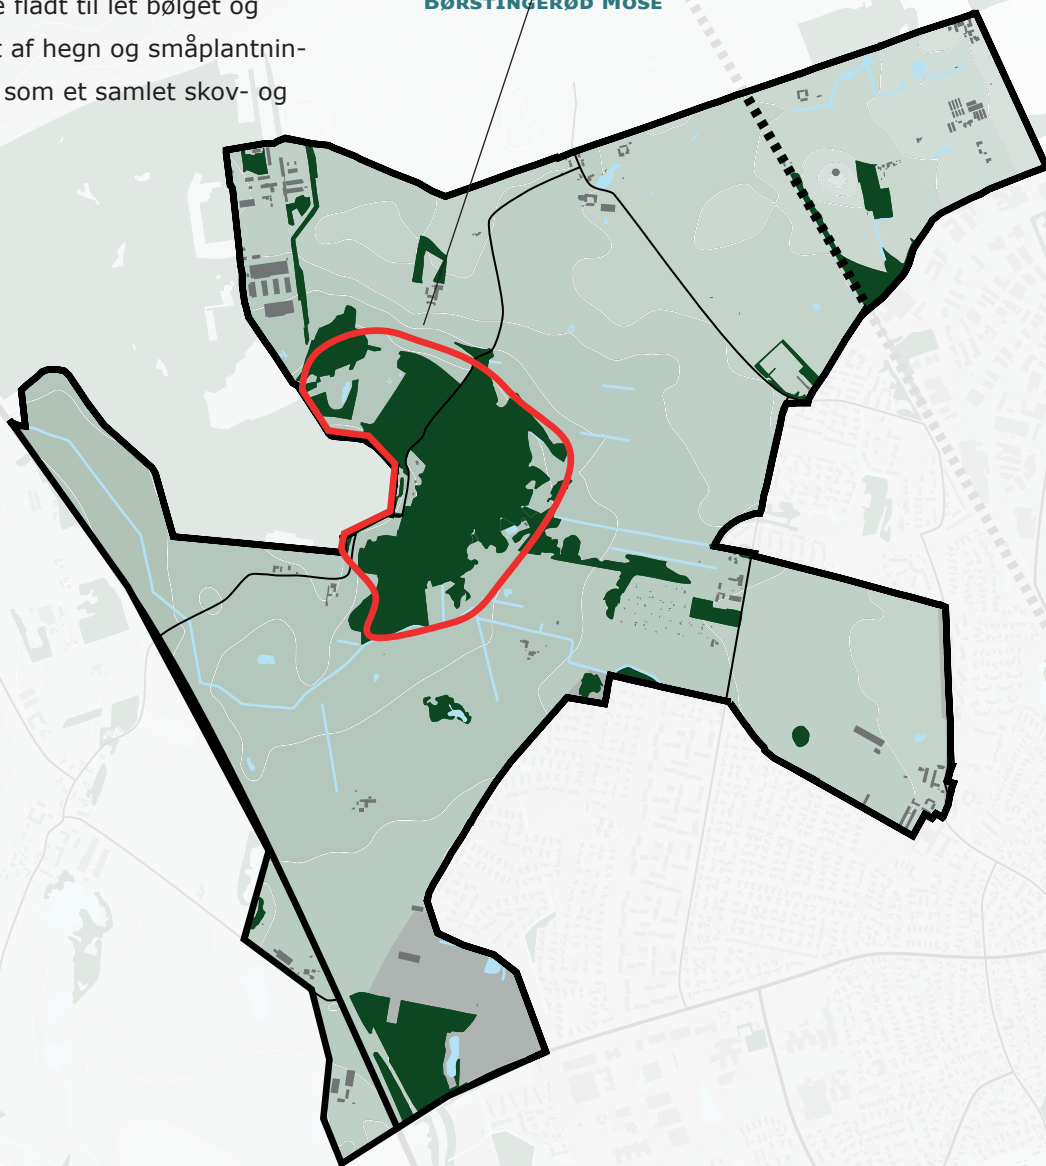 fladt til let bølget og
af hegn og småplantnin-
som et samlet skov- og
BØRSTINGERØD MOSE